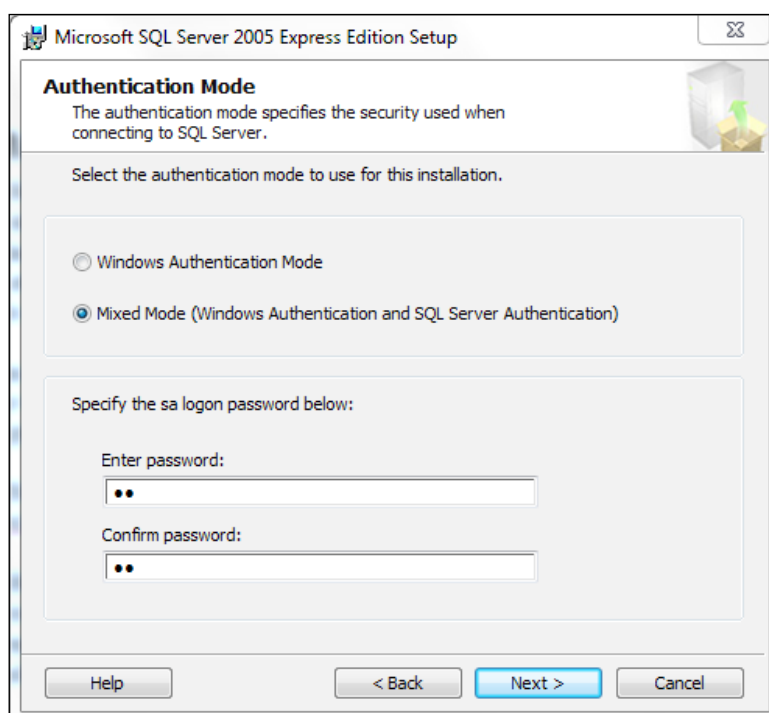 Microsoft SQL Server 2005 Express Edition Setup
Authentication Mode
The authentication mode specifies the security used when
connecting to SQL Server.
Select the authentication mode to use for this installation.
Windows Authentication Mode
Mixed Mode (Windows Authentication and SQL Server Authentication)
Specify the sa logon password below:
Enter password:
●●
Confirm password:
●●
Help
< Back
Next >
Cancel